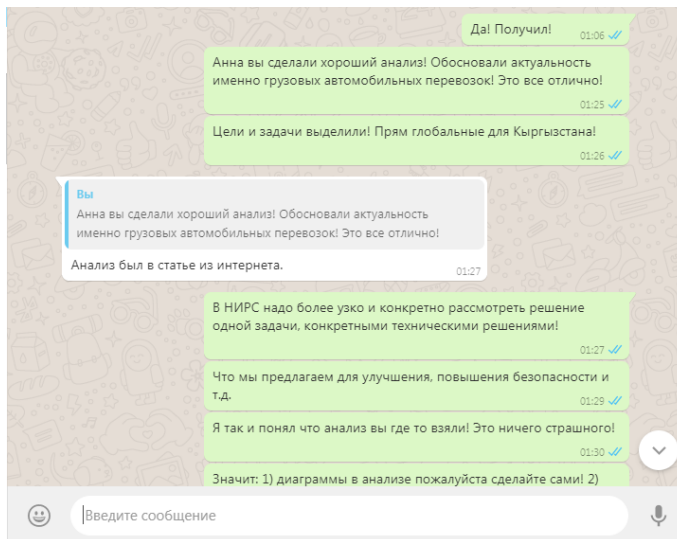 Да! Получил!
01:06
Анна вы сделали хороший анализ! Обосновали актуальность
именно грузовых автомобильных перевозок! Это все отлично!
01:25
Цели и задачи выделили! Прям глобальные для Кыргызстана!
01:26
Вы
Анна вы сделали хороший анализ! Обосновали актуальность
именно грузовых автомобильных перевозок! Это все отлично!
Анализ был в статье из интернета.
01:27
В НИРС надо более узко и конкретно рассмотреть решение
одной задачи, конкретными техническими решениями!
01:27
Что мы предлагаем для улучшения, повышения безопасности и
т.д.
01:29
Я так и понял что анализ вы где то взяли! Это ничего страшного!
01:30
Значит: 1) диаграммы в анализе пожалуйста сделайте сами! 2)
Введите сообщение